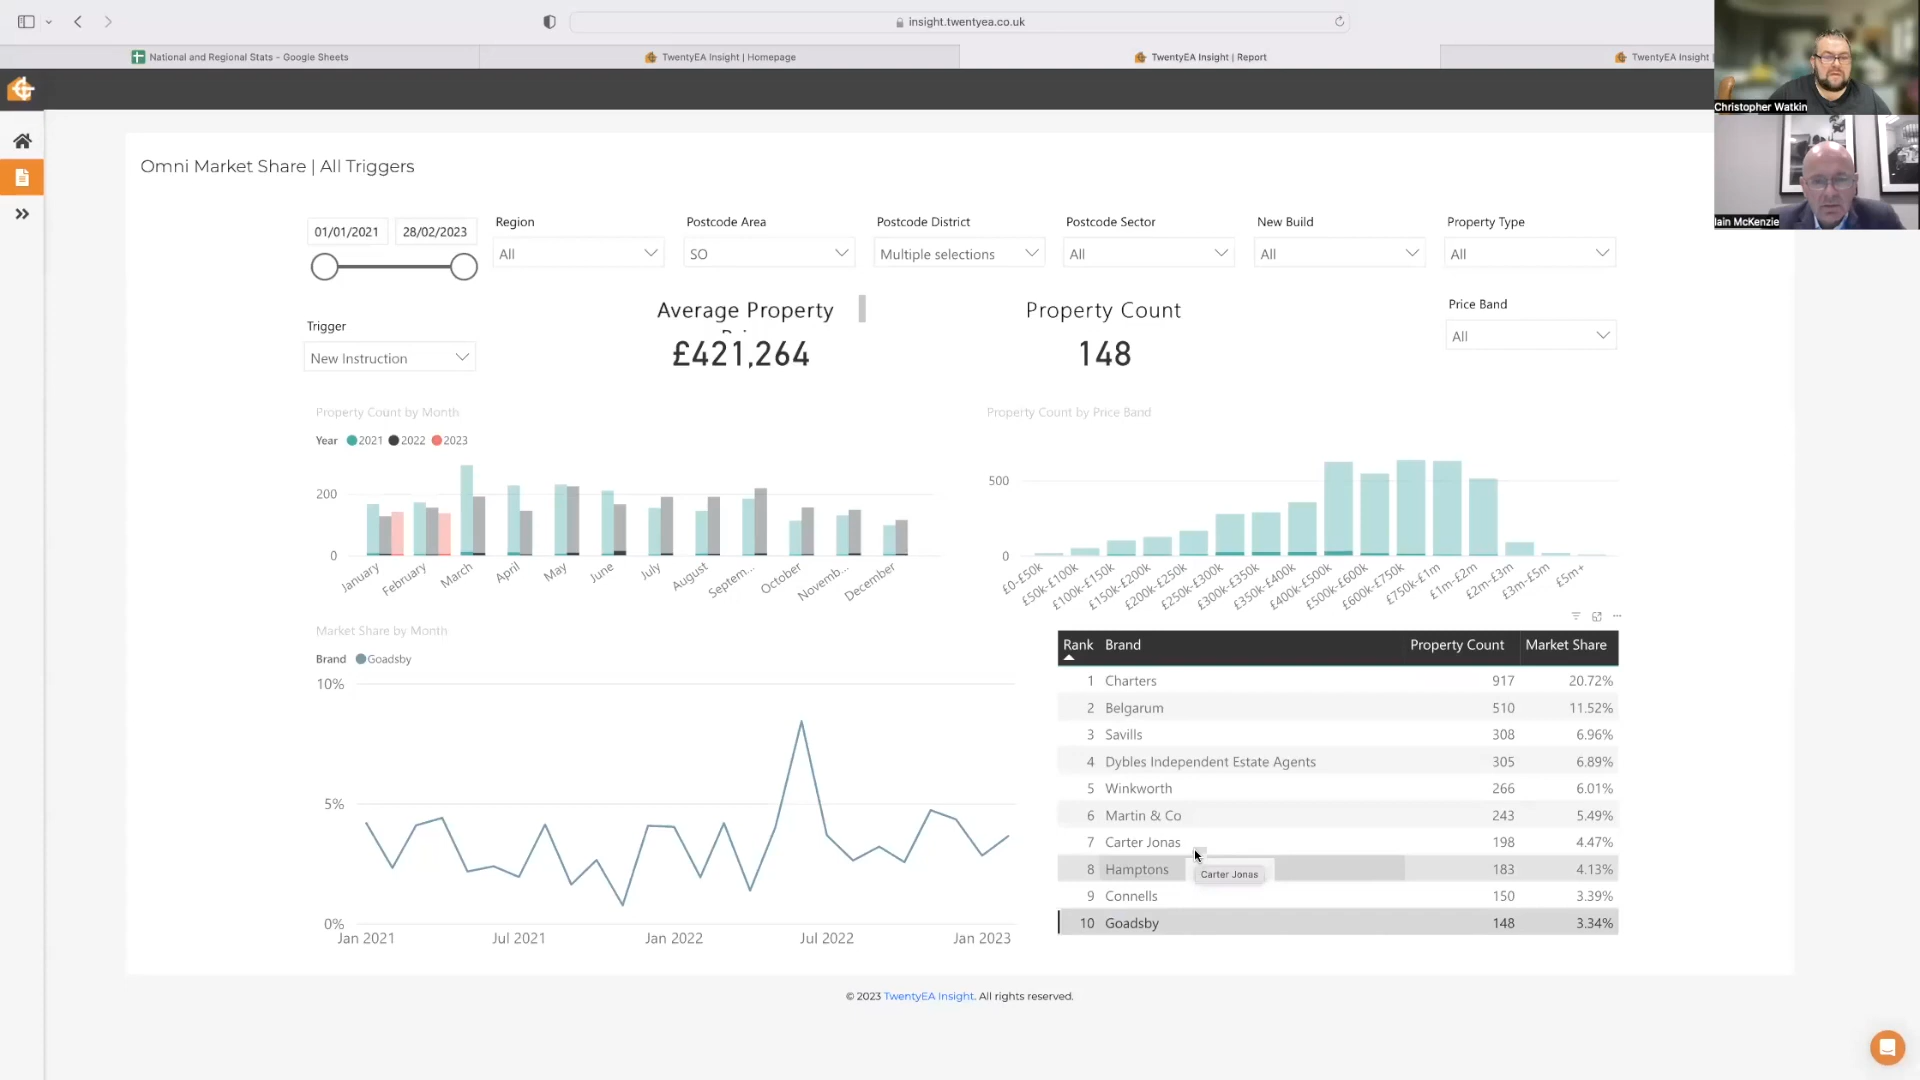 insight.twentyea.co.uk
National and Regional Stats - Google Sheets
TwentyEA Insight | Homepage
TwentyEA Insight | Report
TwentyEA Insight |
Christopher Watkin
Iain McKenzie
Omni Market Share | All Triggers
01/01/2021 28/02/2023
Region
All
Postcode Area
SO
Postcode District
Multiple selections
Postcode Sector
All
New Build
All
Property Type
All
Trigger
New Instruction
Average Property
£421,264
Property Count
148
Price Band
All
Property Count by Month
Year 2021 2022 2023
200
0
January February March April May June July August Septem... October Novemb... December
Property Count by Price Band
500
0
£0-£50k £50k-£100k £100k-£150k £150k-£200k £200k-£250k £250k-£300k £300k-£350k £350k-£400k £400k-£500k £500k-£600k £600k-£750k £750k-£1m £1m-£2m £2m-£3m £3m-£5m £5m+
Market Share by Month
Brand Goadsby
10%
5%
0%
Jan 2021 Jul 2021 Jan 2022 Jul 2022 Jan 2023
Rank Brand Property Count Market Share
1 Charters 917 20.72%
2 Belgarum 510 11.52%
3 Savills 308 6.96%
4 Dybles Independent Estate Agents 305 6.89%
5 Winkworth 266 6.01%
6 Martin & Co 243 5.49%
7 Carter Jonas 198 4.47%
8 Hamptons 183 4.13%
Carter Jonas
9 Connells 150 3.39%
10 Goadsby 148 3.34%
© 2023 TwentyEA Insight. All rights reserved.